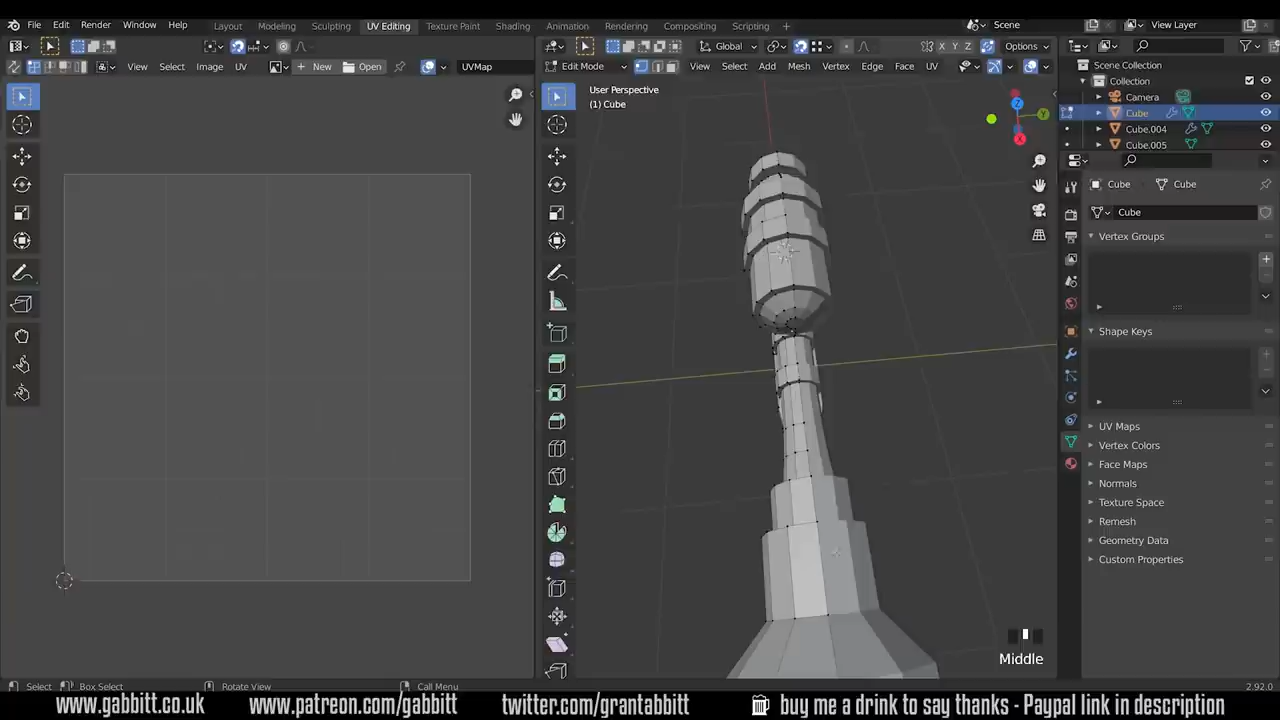 File Edit Render Window Help Layout Modeling Sculpting UV Editing Texture Paint Shading Animation Rendering Compositing Scripting + Scene View Layer
Global Options
View Select Image UV New Open UVMap Edit Mode View Select Add Mesh Vertex Edge Face UV
User Perspective
(1) Cube
Collection
Scene Collection
Camera
Cube
Cube.004
Cube.005
Cube Cube
Cube
Vertex Groups
Shape Keys
UV Maps
Vertex Colors
Face Maps
Normals
Texture Space
Remesh
Geometry Data
Custom Properties
X Y Z
Z Y X
Middle
Select Box Select Rotate View Call Menu 2.92.0
www.gabbitt.co.uk www.patreon.com/gabbitt twitter.com/grantabbitt buy me a drink to say thanks - Paypal link in description